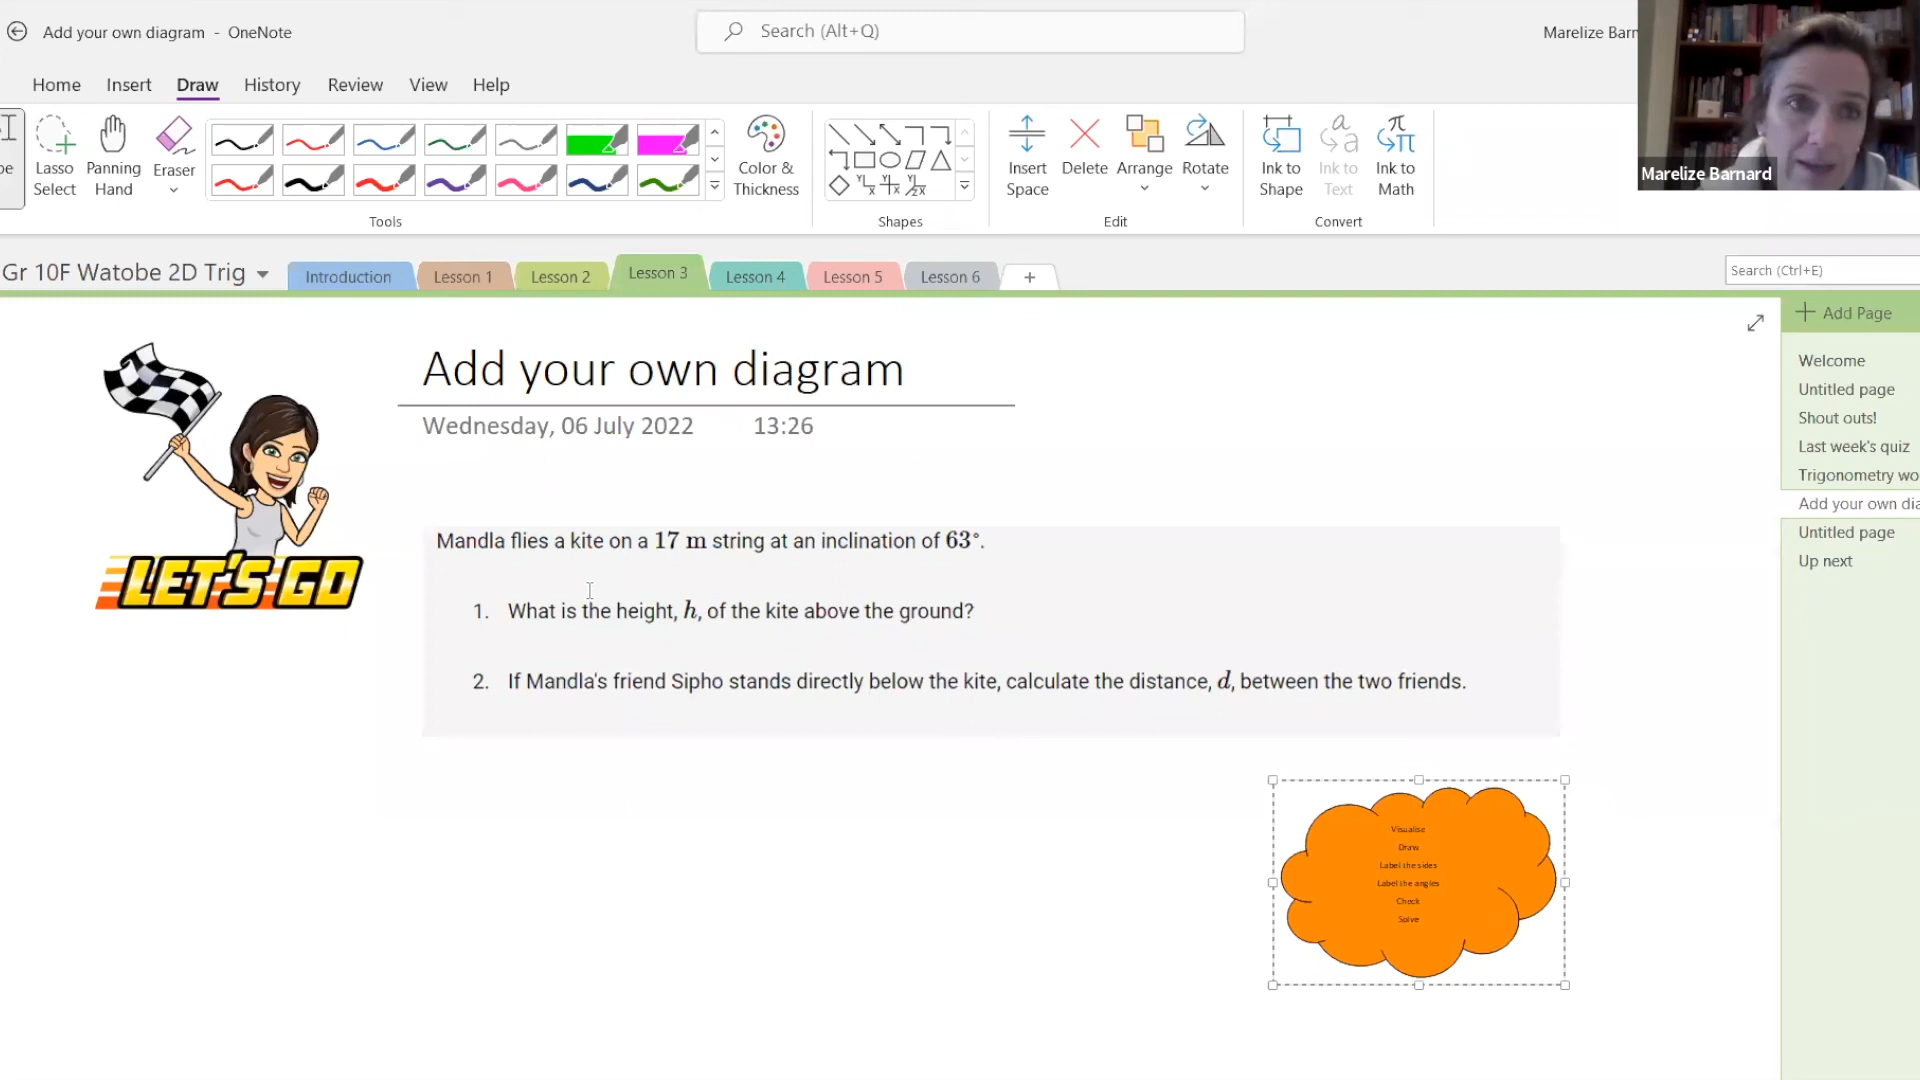 Add your own diagram - OneNote
Search (Alt+Q)
Marelize Barn
Marelize Barnard
Home Insert Draw History Review View Help
Lasso Select
Panning Hand
Eraser
Color & Thickness
Insert Space
Delete
Arrange
Rotate
Ink to Shape
Ink to Text
Ink to Math
Tools
Shapes
Edit
Convert
Gr 10F Watobe 2D Trig
Introduction Lesson 1 Lesson 2 Lesson 3 Lesson 4 Lesson 5 Lesson 6
Search (Ctrl+E)
Add Page
Welcome
Untitled page
Shout outs!
Last week's quiz
Trigonometry wo
Add your own dia
Untitled page
Up next
LET'S GO
Add your own diagram
Wednesday, 06 July 2022 13:26
Mandla flies a kite on a 17 m string at an inclination of 63°.
1. What is the height, h, of the kite above the ground?
2. If Mandla's friend Sipho stands directly below the kite, calculate the distance, d, between the two friends.
Visualise
Draw
Label the sides
Label the angles
Check
Solve